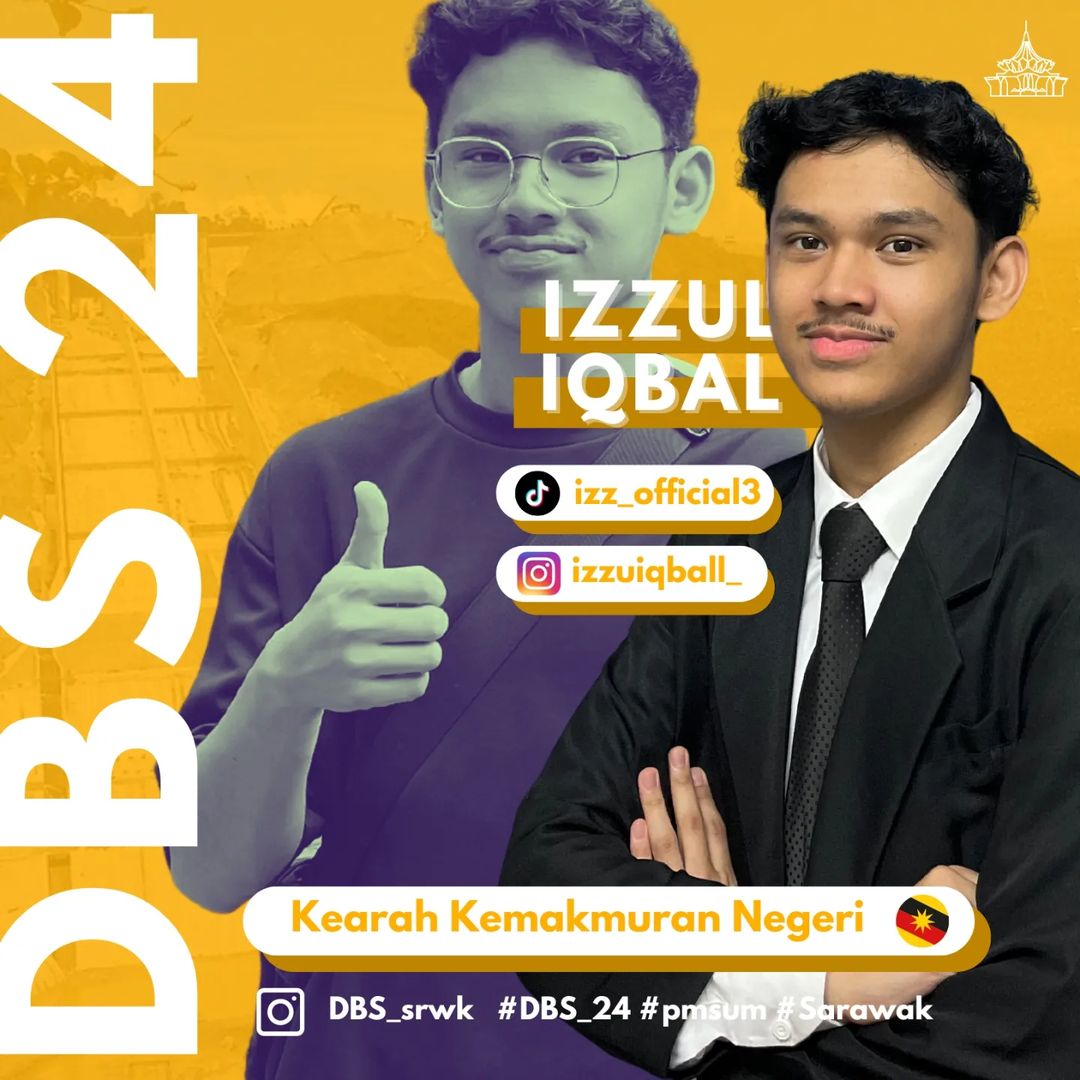 DBS 24
IZZUL
IQBAL
izz_official3
izzuiqball_
Kearah Kemakmuran Negeri
DBS_srwk #DBS_24 #pmsum #Sarawak